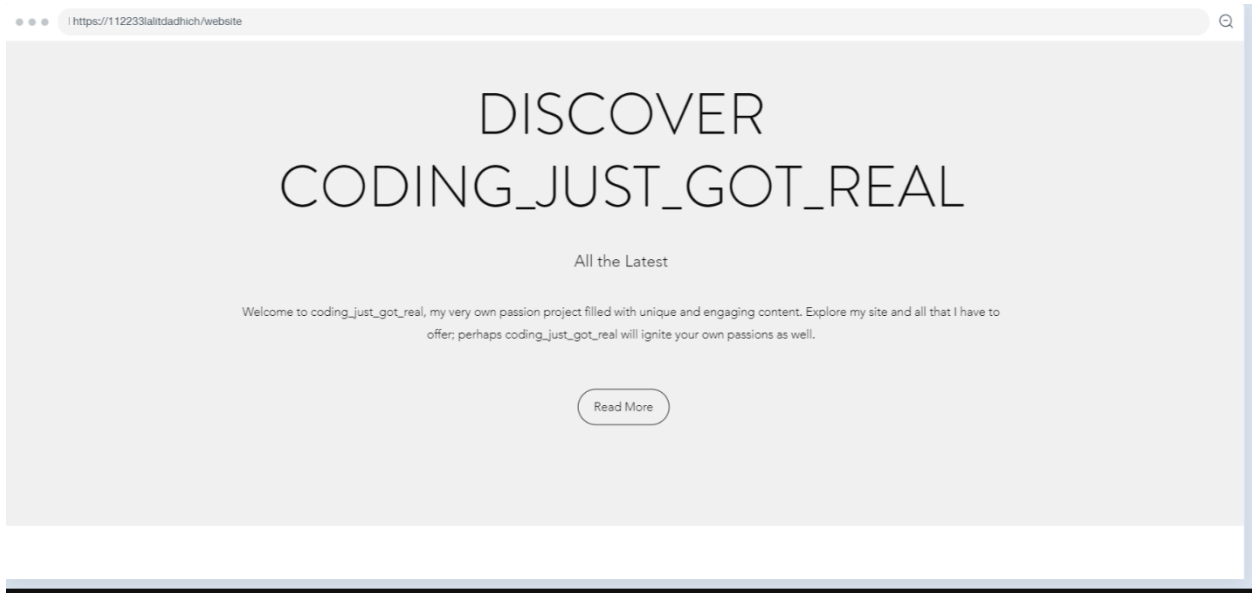 https://112233lalitdadhich/website
DISCOVER
CODING_JUST_GOT_REAL
All the Latest
Welcome to coding_just_got_real, my very own passion project filled with unique and engaging content. Explore my site and all that I have to
offer; perhaps coding_just_got_real will ignite your own passions as well.
Read More